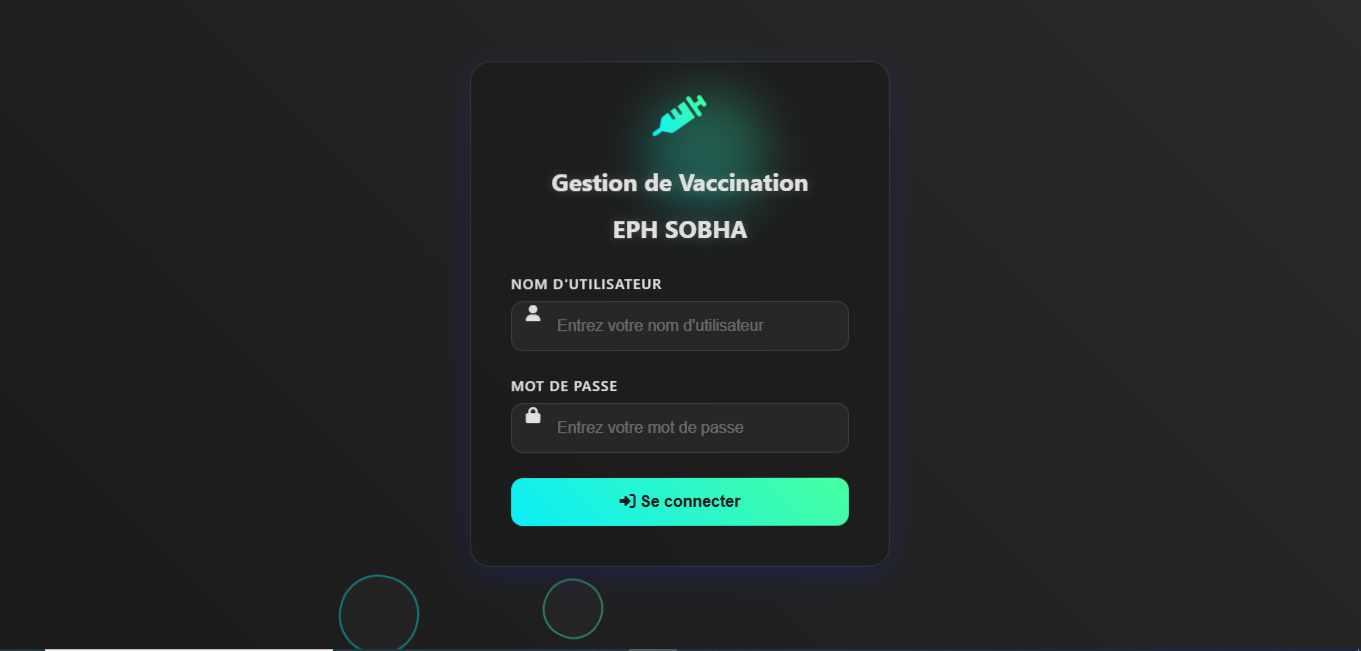 Gestion de Vaccination
EPH SOBHA
NOM D'UTILISATEUR
Entrez votre nom d'utilisateur
MOT DE PASSE
Entrez votre mot de passe
Se connecter